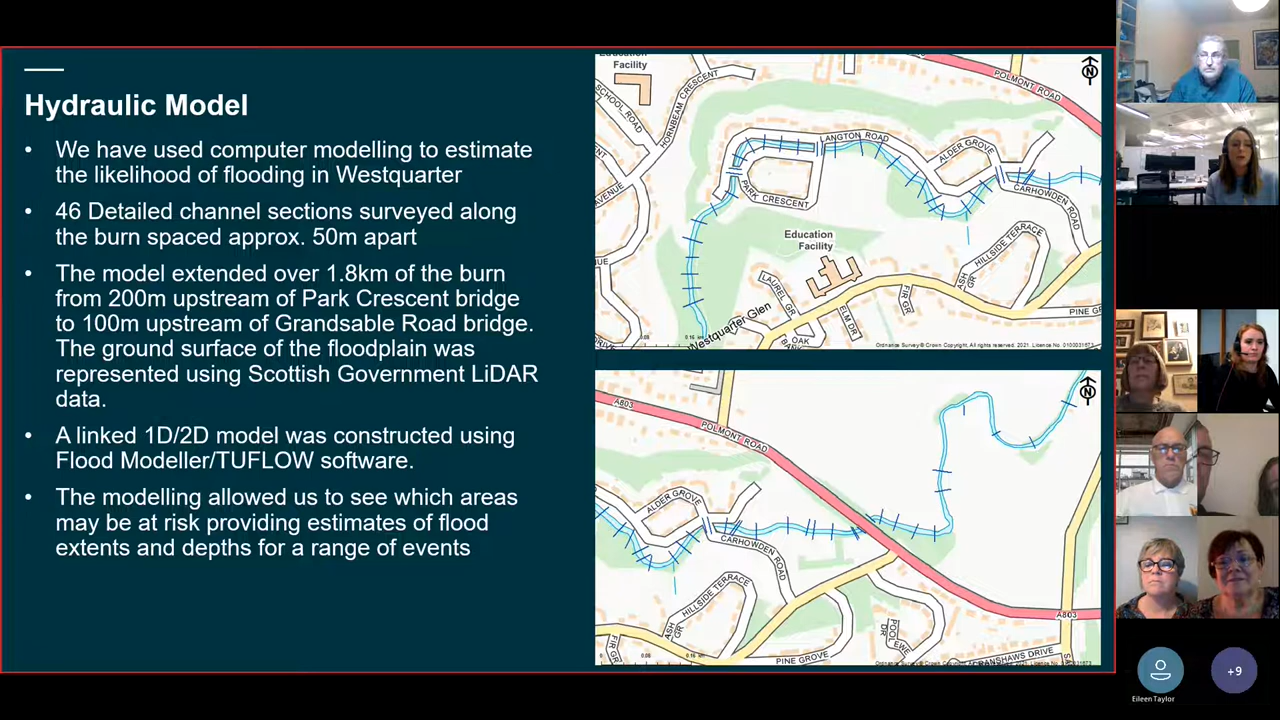 Hydraulic Model
• We have used computer modelling to estimate
the likelihood of flooding in Westquarter
• 46 Detailed channel sections surveyed along
the burn spaced approx. 50m apart
• The model extended over 1.8km of the burn
from 200m upstream of Park Crescent bridge
to 100m upstream of Grandsable Road bridge.
The ground surface of the floodplain was
represented using Scottish Government LiDAR
data.
• A linked 1D/2D model was constructed using
Flood Modeller/TUFLOW software.
• The modelling allowed us to see which areas
may be at risk providing estimates of flood
extents and depths for a range of events
Education
Facility
SCHOOL ROAD
HORNBEAM CRESCENT
POLMONT ROAD
N
LANGTON ROAD
ALDER GROVE
PARK CRESCENT
CARHOWDEN ROAD
AVENUE
Education
Facility
HILLSIDE TERRACE
ASH
GR
LAUREL GR
FIR GR
ELM DR
OAK
PINE G
Westquarter Glen
A803
POLMONT ROAD
N
ALDER GROVE
CARHOWDEN ROAD
HILLSIDE TERRACE
ASH
GR
FIR GR
PINE GROVE
POOLEWE
DR
CRANSHAWS DRIVE
A803
Eileen Taylor
+9